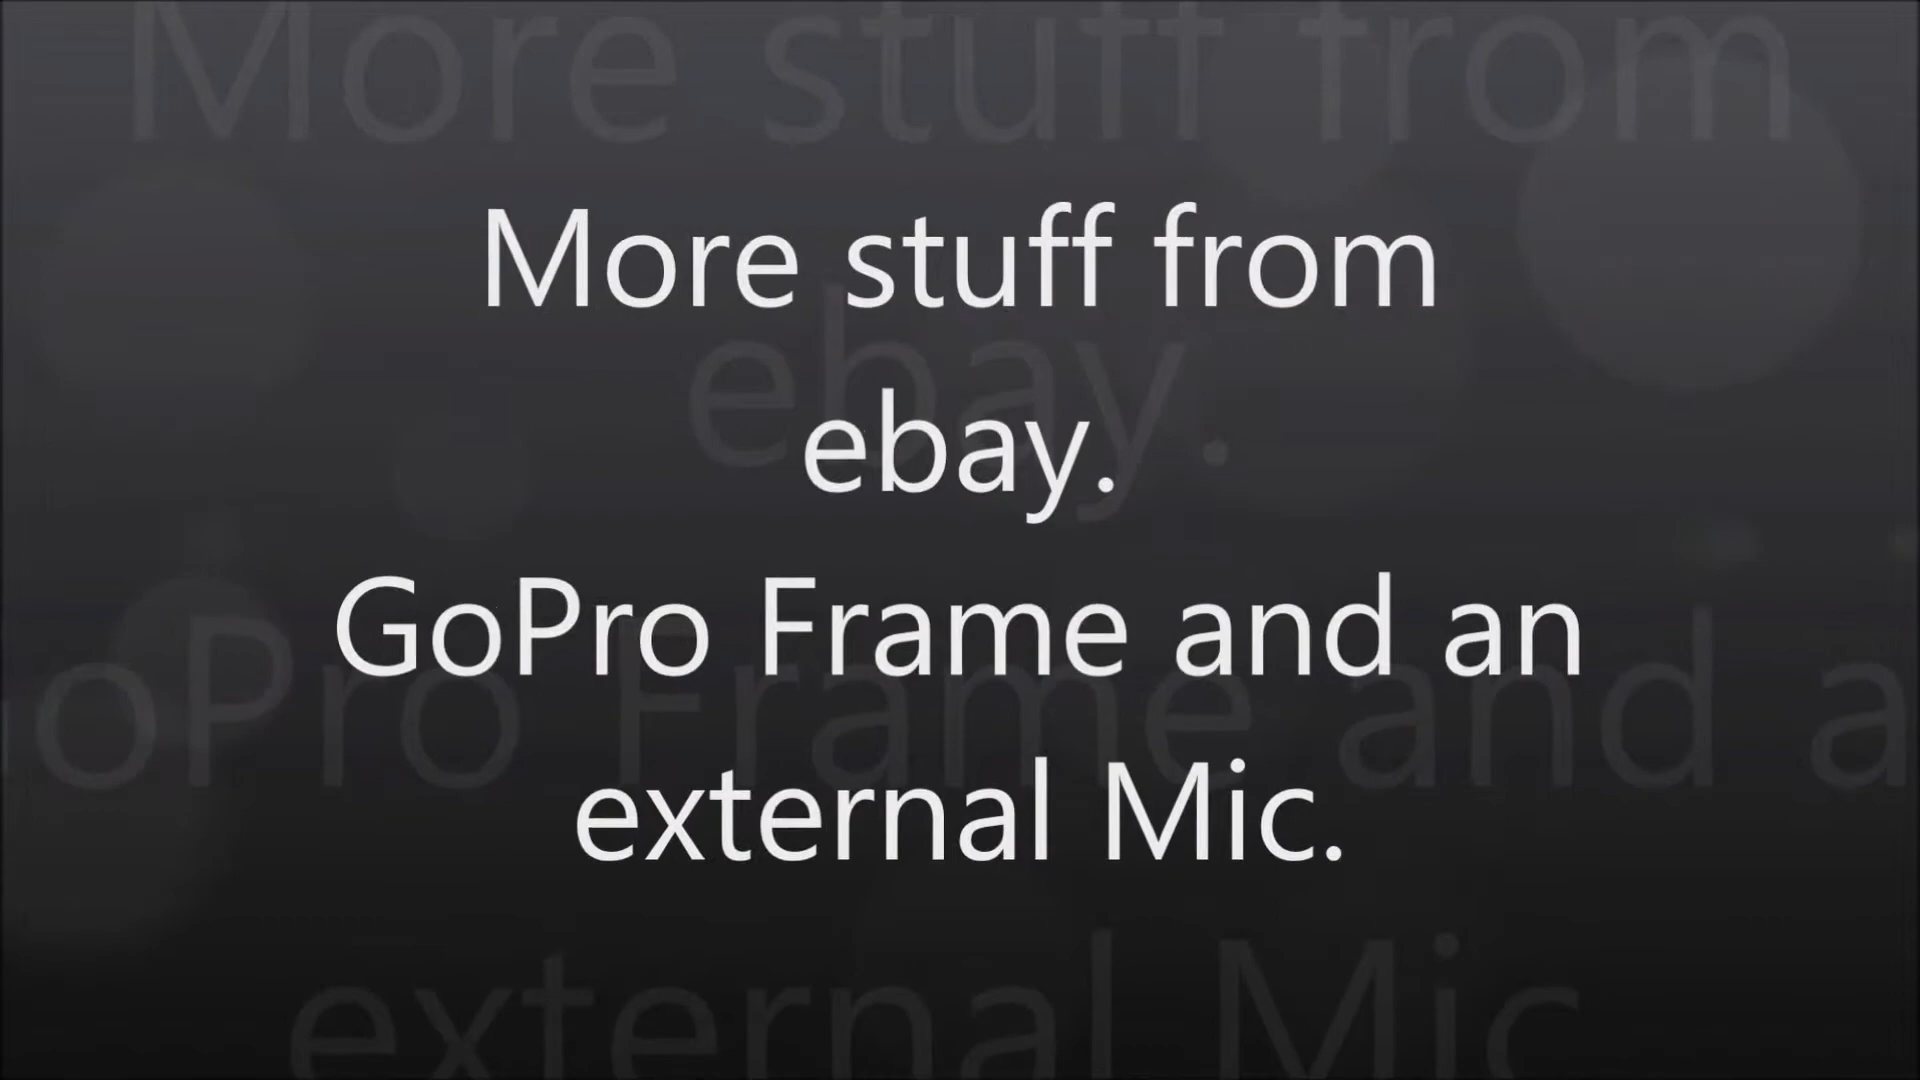 More stuff from
ebay.
GoPro Frame and an
external Mic.